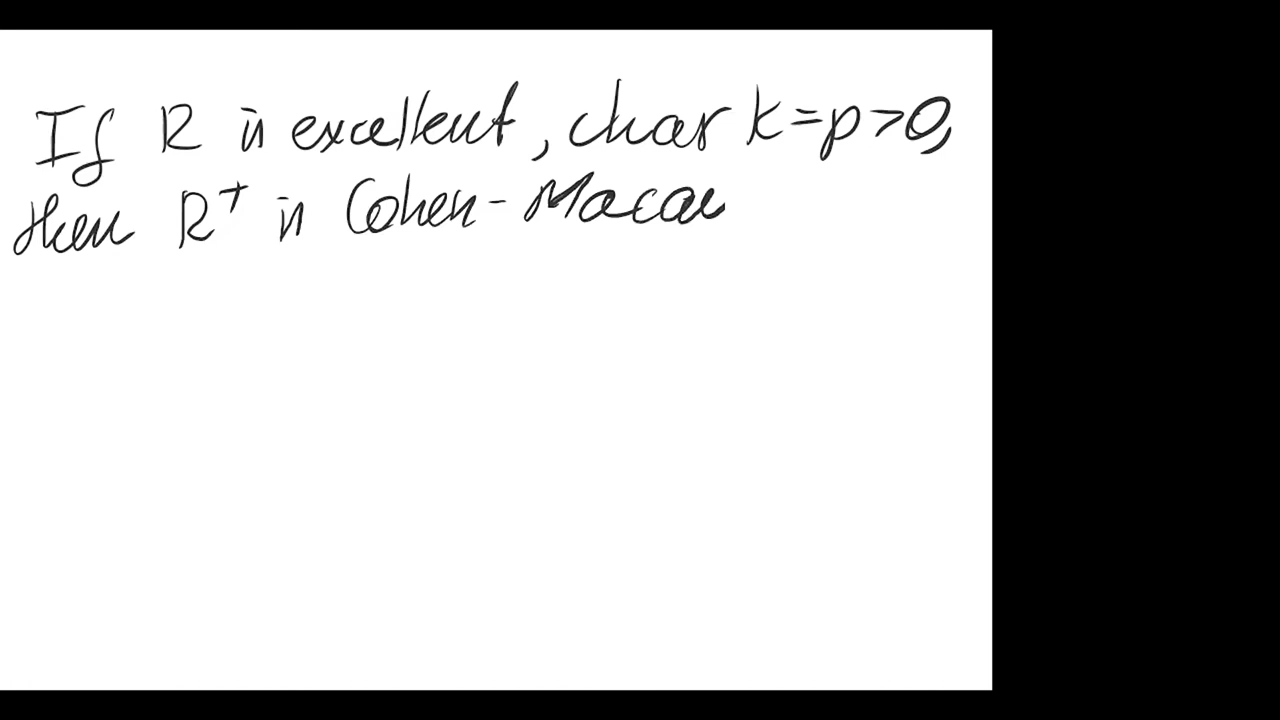 If R is excellent, char k=p>0,
then R⁺ is Cohen-Macau